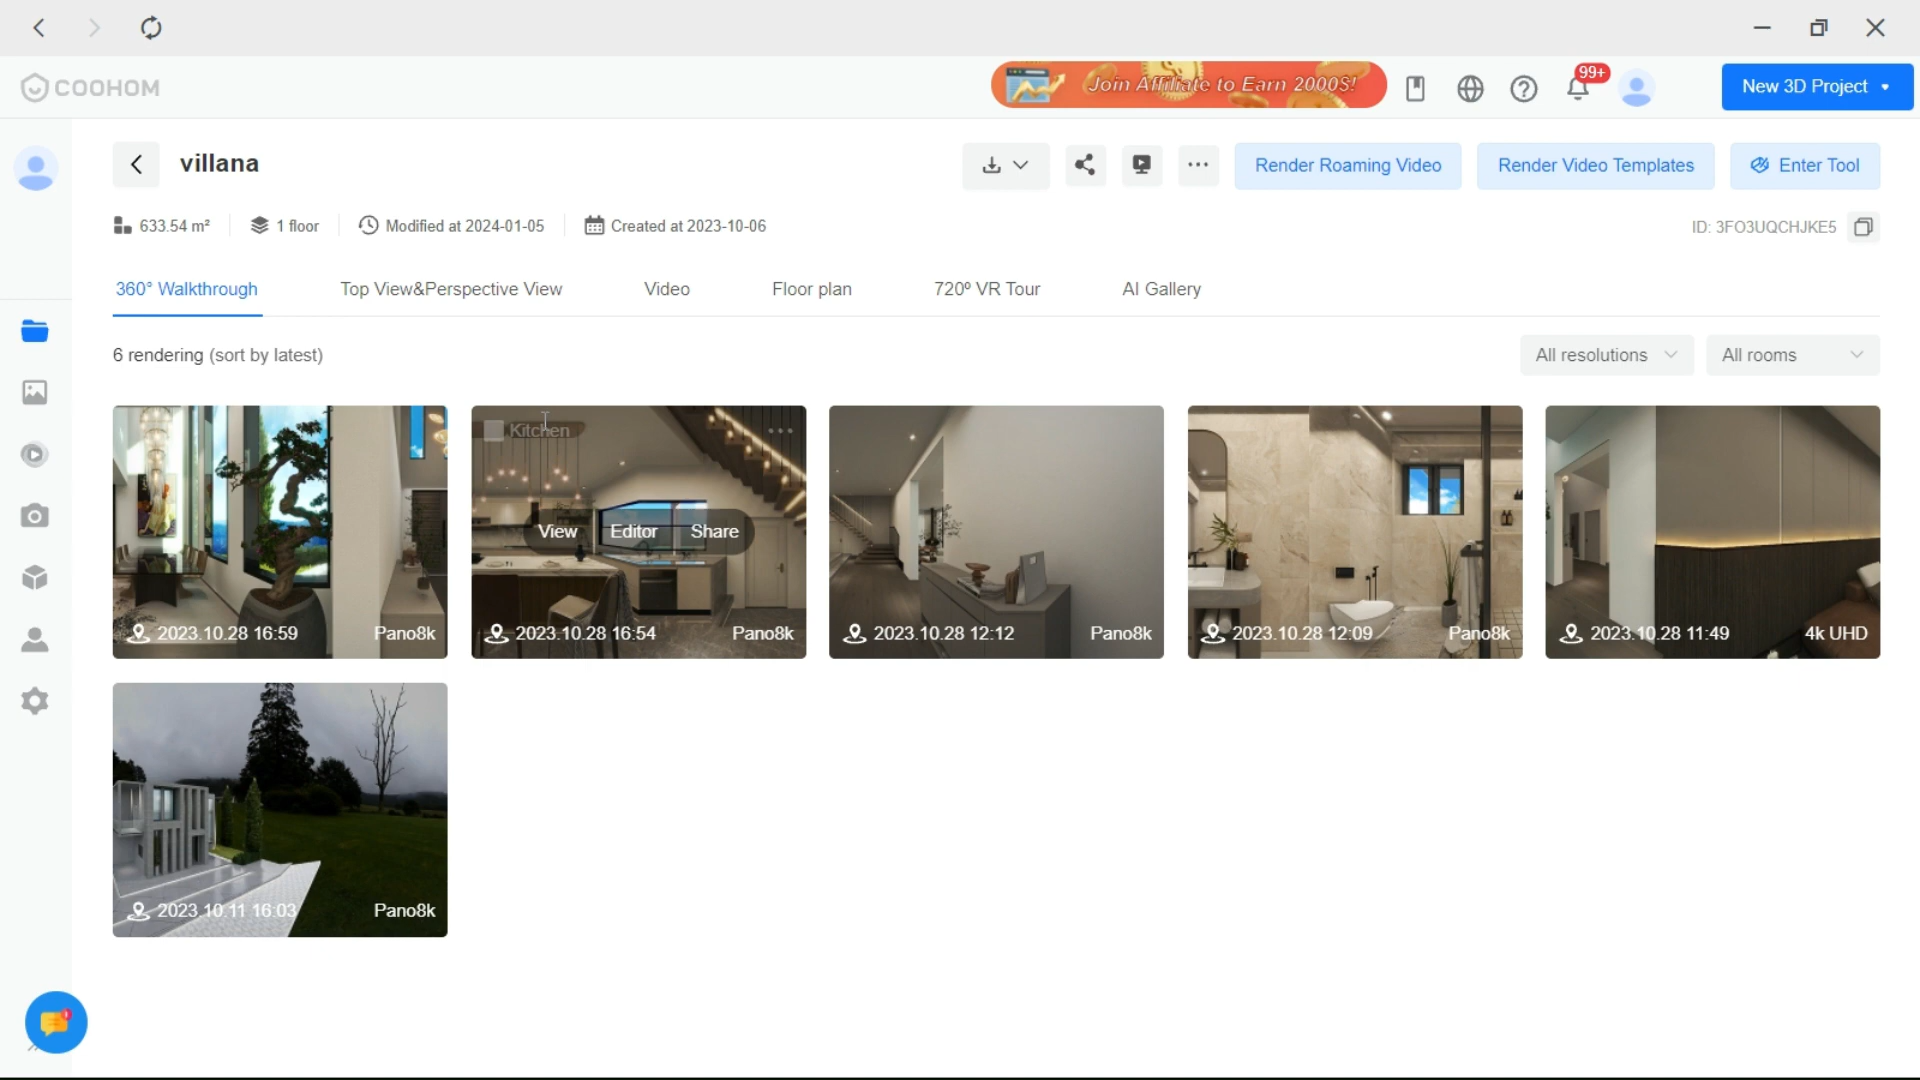 COOHOM
Join Affiliate to Earn 2000$!
99+
New 3D Project
villana
Render Roaming Video
Render Video Templates
Enter Tool
633.54 m²
1 floor
Modified at 2024-01-05
Created at 2023-10-06
ID: 3FO3UQCHJKE5
360° Walkthrough
Top View&Perspective View
Video
Floor plan
720º VR Tour
AI Gallery
6 rendering (sort by latest)
All resolutions
All rooms
Kitchen
View
Editor
Share
2023.10.28 16:59
Pano8k
2023.10.28 16:54
Pano8k
2023.10.28 12:12
Pano8k
2023.10.28 12:09
Pano8k
2023.10.28 11:49
4k UHD
2023.10.11 16:03
Pano8k